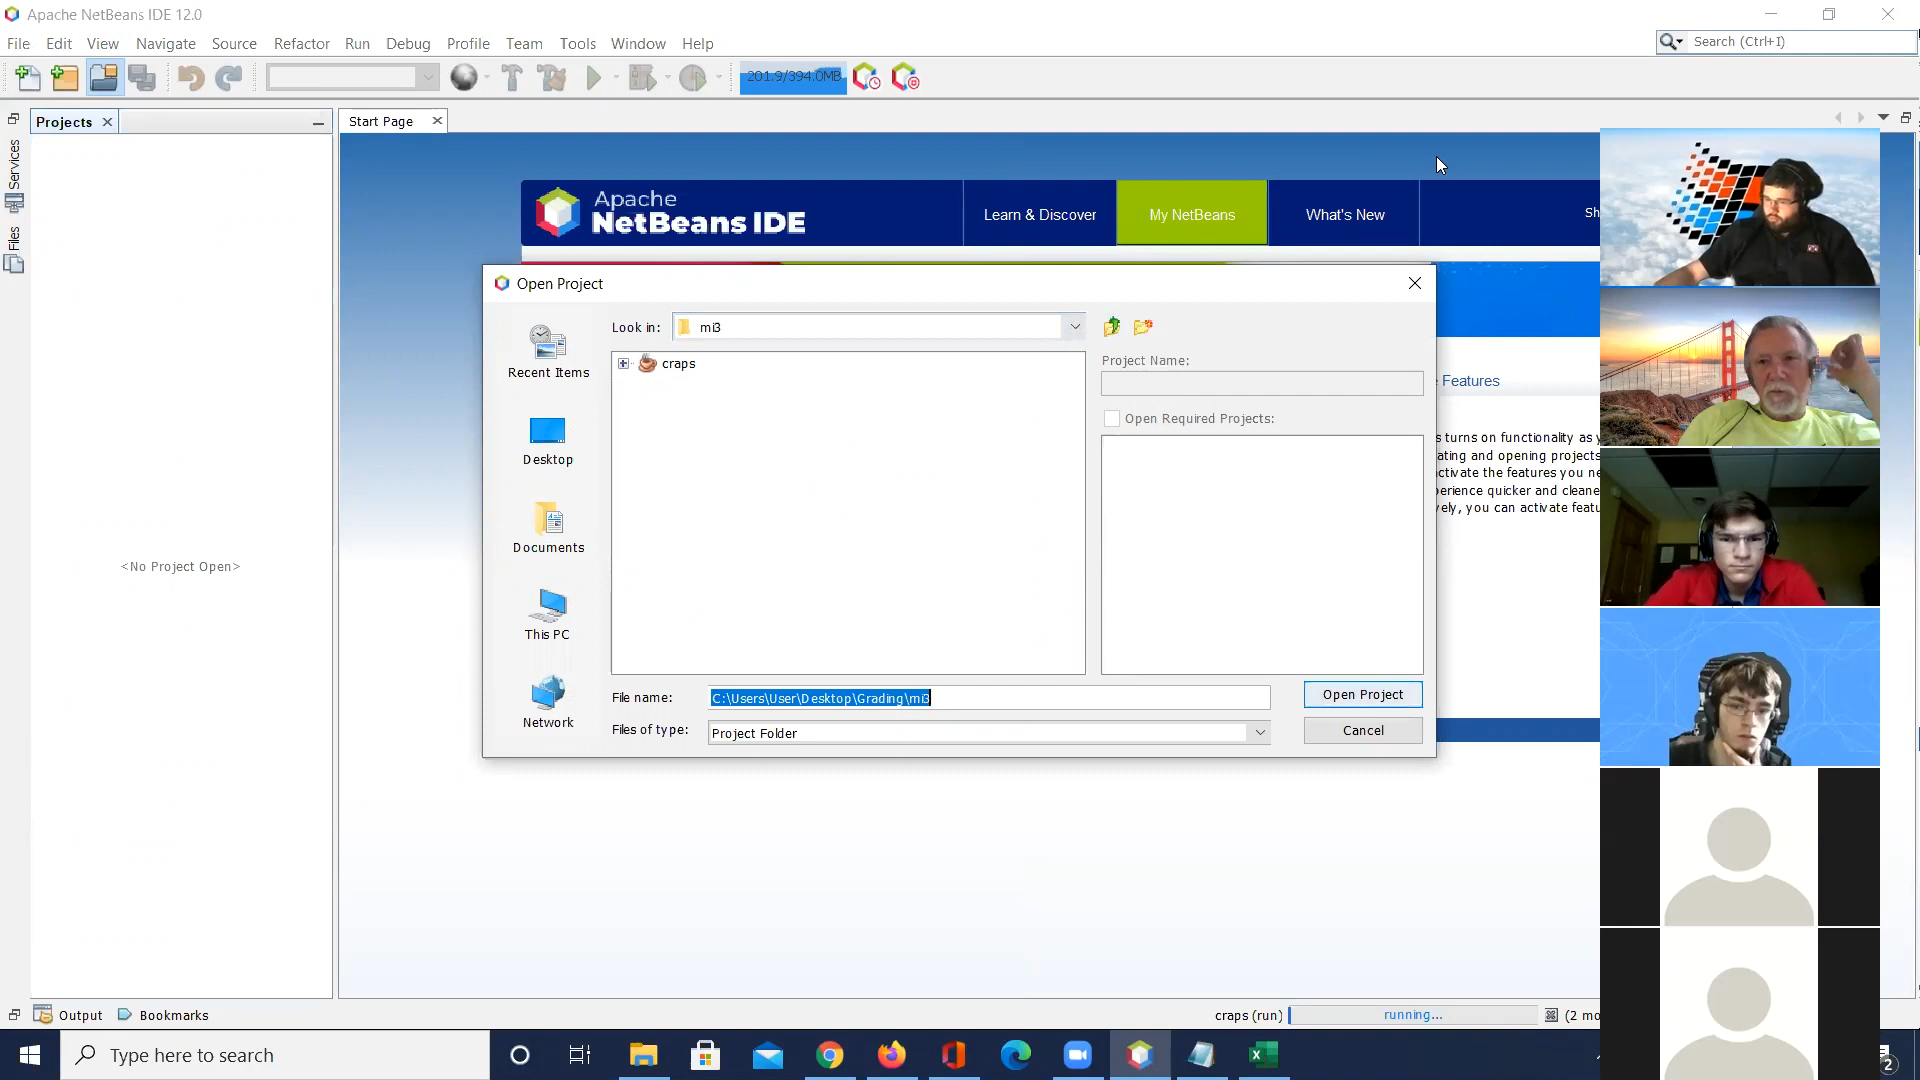 Apache NetBeans IDE 12.0
File Edit View Navigate Source Refactor Run Debug Profile Team Tools Window Help
Search (Ctrl+I)
201.9/394.0MB
Projects
Start Page
Services
Files
Apache
NetBeans IDE
Learn & Discover
My NetBeans
What's New
Sh
Open Project
Look in:
mi3
Recent Items
Desktop
Documents
This PC
Network
craps
Project Name:
Open Required Projects:
Features
turns on functionality as
ating and opening projects
ctivate the features you ne
perience quicker and cleane
vely, you can activate featu
<No Project Open>
File name:
C:\Users\User\Desktop\Grading\mi3
Open Project
Files of type:
Project Folder
Cancel
Output
Bookmarks
craps (run)
running...
(2 mo
Type here to search
2